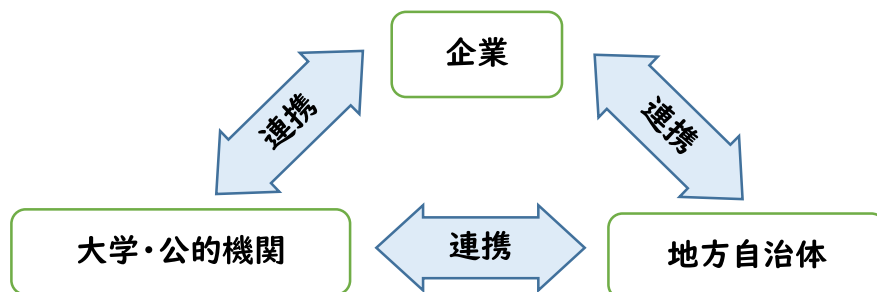 企業
連携
連携
大学・公的機関
連携
地方自治体